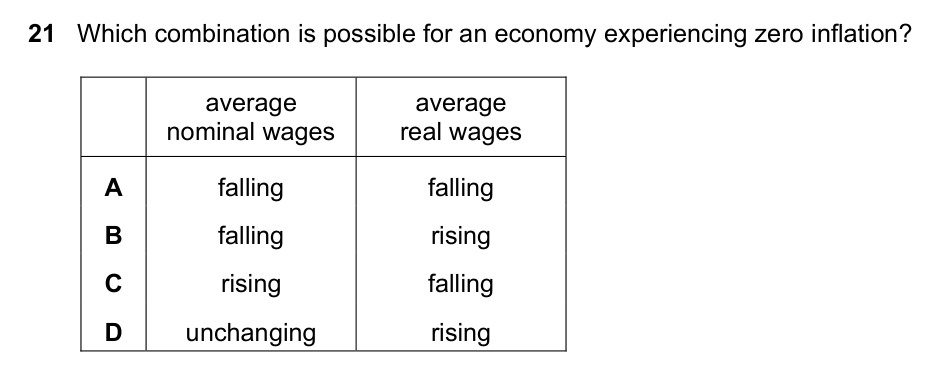 21 Which combination is possible for an economy experiencing zero inflation?
average nominal wages average real wages
A falling falling
B falling rising
C rising falling
D unchanging rising